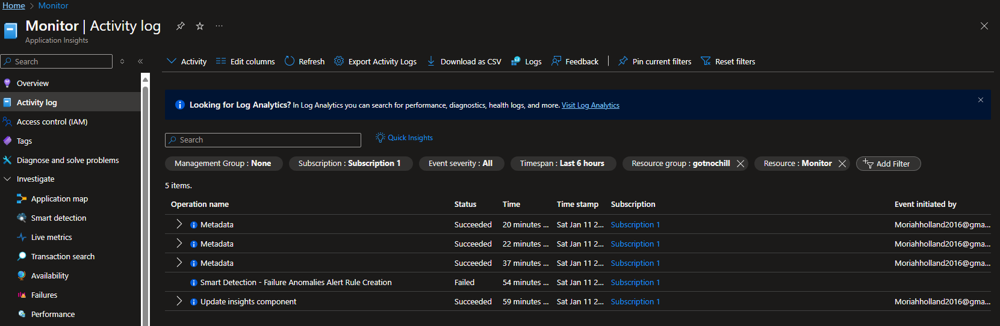 Home > Monitor
Monitor | Activity log
Application Insights
Search
Overview
Activity log
Access control (IAM)
Tags
Diagnose and solve problems
Investigate
Application map
Smart detection
Live metrics
Transaction search
Availability
Failures
Performance
Activity Edit columns Refresh Export Activity Logs Download as CSV Logs Feedback Pin current filters Reset filters
Looking for Log Analytics? In Log Analytics you can search for performance, diagnostics, health logs, and more. Visit Log Analytics
Search Quick Insights
Management Group : None Subscription : Subscription 1 Event severity : All Timespan : Last 6 hours Resource group : gotnochill Resource : Monitor Add Filter
5 items.
Operation name Status Time Time stamp Subscription Event initiated by
Metadata Succeeded 20 minutes ... Sat Jan 11 2... Subscription 1 Moriahholland2016@gma...
Metadata Succeeded 22 minutes ... Sat Jan 11 2... Subscription 1 Moriahholland2016@gma...
Metadata Succeeded 37 minutes ... Sat Jan 11 2... Subscription 1 Moriahholland2016@gma...
Smart Detection - Failure Anomalies Alert Rule Creation Failed 54 minutes ... Sat Jan 11 2... Subscription 1
Update insights component Succeeded 59 minutes ... Sat Jan 11 2... Subscription 1 Moriahholland2016@gma...